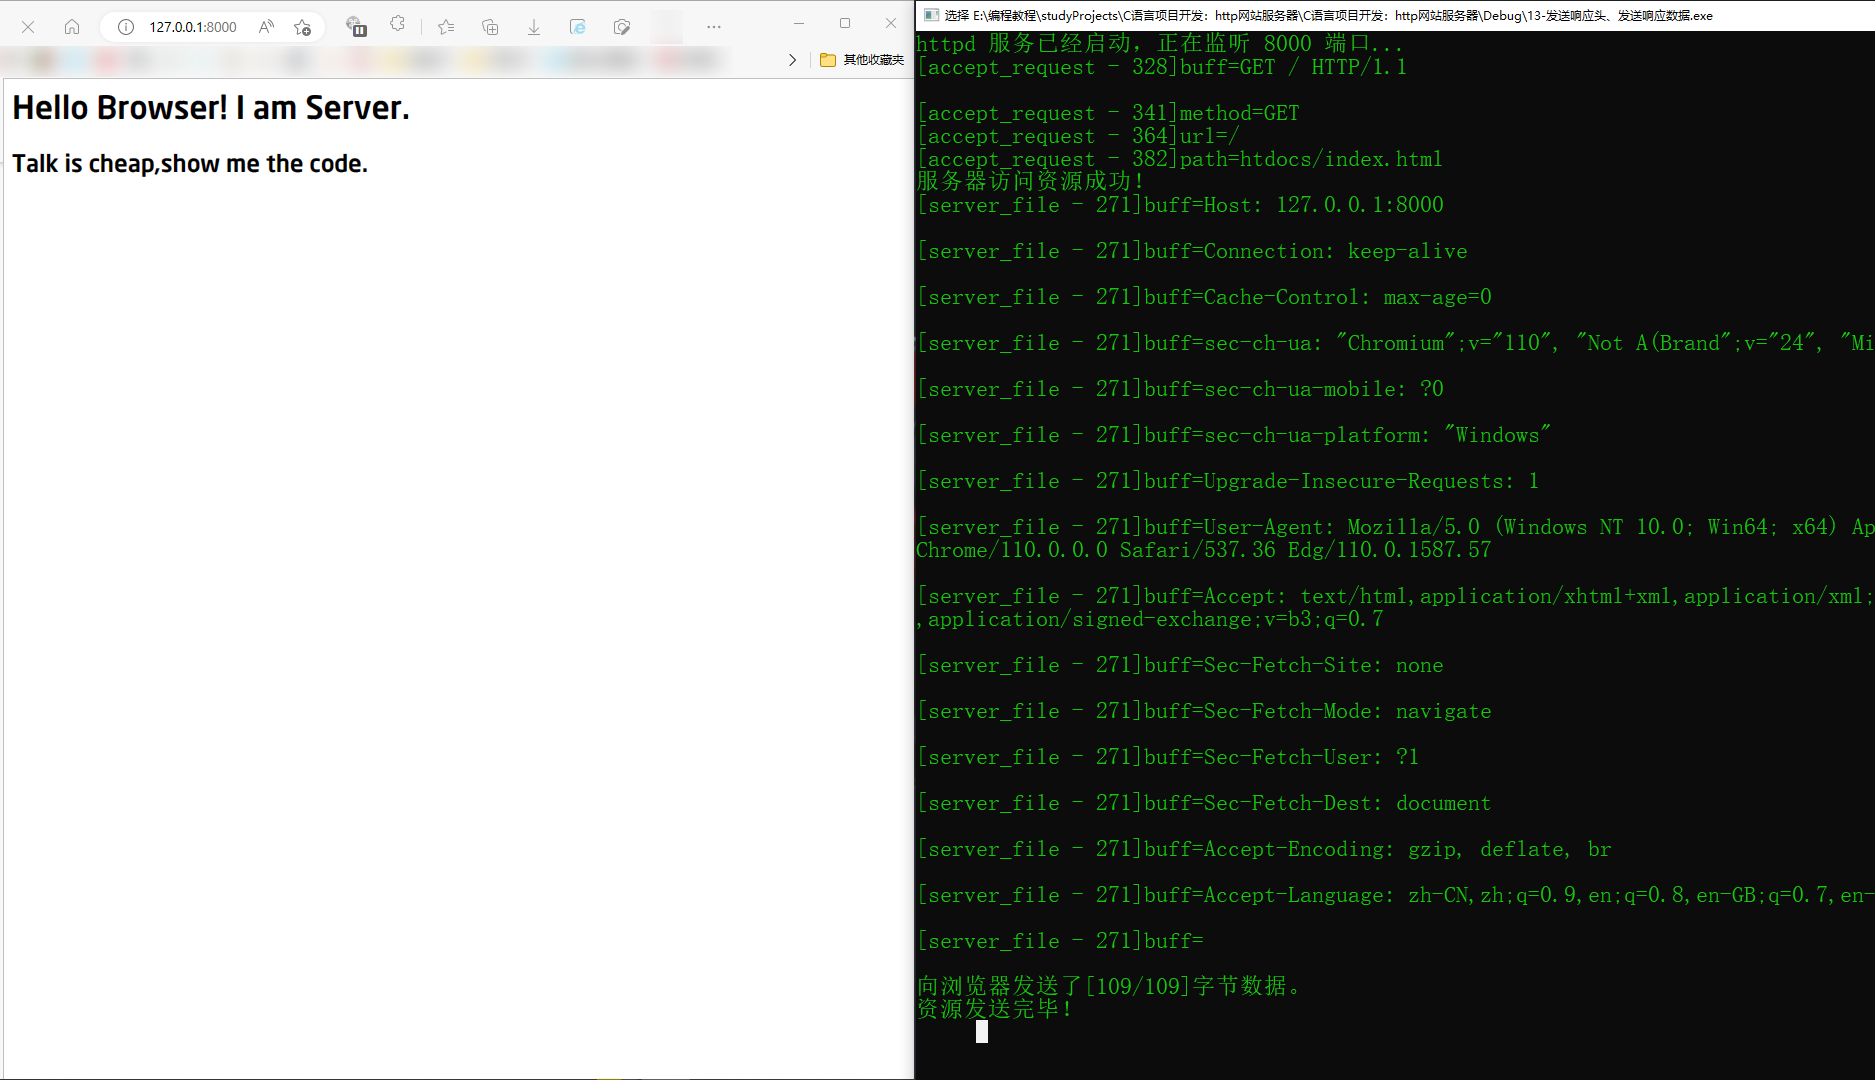 127.0.0.1:8000
其他收藏夹
Hello Browser! I am Server.
Talk is cheap,show me the code.
选择 E:\编程教程\studyProjects\C语言项目开发：http网站服务器\C语言项目开发：http网站服务器\Debug\13-发送响应头、发送响应数据.exe
httpd 服务已经启动，正在监听 8000 端口...
[accept_request - 328]buff=GET / HTTP/1.1
[accept_request - 341]method=GET
[accept_request - 364]url=/
[accept_request - 382]path=htdocs/index.html
服务器访问资源成功！
[server_file - 271]buff=Host: 127.0.0.1:8000
[server_file - 271]buff=Connection: keep-alive
[server_file - 271]buff=Cache-Control: max-age=0
[server_file - 271]buff=sec-ch-ua: "Chromium";v="110", "Not A(Brand";v="24", "Mi
[server_file - 271]buff=sec-ch-ua-mobile: ?0
[server_file - 271]buff=sec-ch-ua-platform: "Windows"
[server_file - 271]buff=Upgrade-Insecure-Requests: 1
[server_file - 271]buff=User-Agent: Mozilla/5.0 (Windows NT 10.0; Win64; x64) Ap
Chrome/110.0.0.0 Safari/537.36 Edg/110.0.1587.57
[server_file - 271]buff=Accept: text/html,application/xhtml+xml,application/xml;
,application/signed-exchange;v=b3;q=0.7
[server_file - 271]buff=Sec-Fetch-Site: none
[server_file - 271]buff=Sec-Fetch-Mode: navigate
[server_file - 271]buff=Sec-Fetch-User: ?1
[server_file - 271]buff=Sec-Fetch-Dest: document
[server_file - 271]buff=Accept-Encoding: gzip, deflate, br
[server_file - 271]buff=Accept-Language: zh-CN,zh;q=0.9,en;q=0.8,en-GB;q=0.7,en-
[server_file - 271]buff=
向浏览器发送了[109/109]字节数据。
资源发送完毕！